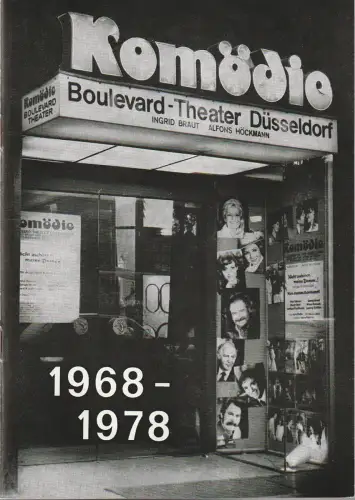 Komödie
Komödie
BOULEVARD
THEATER
Boulevard-Theater Düsseldorf
INGRID BRAUT ALFONS HÖCKMANN
Komödie
Komödie
1968 -
1978